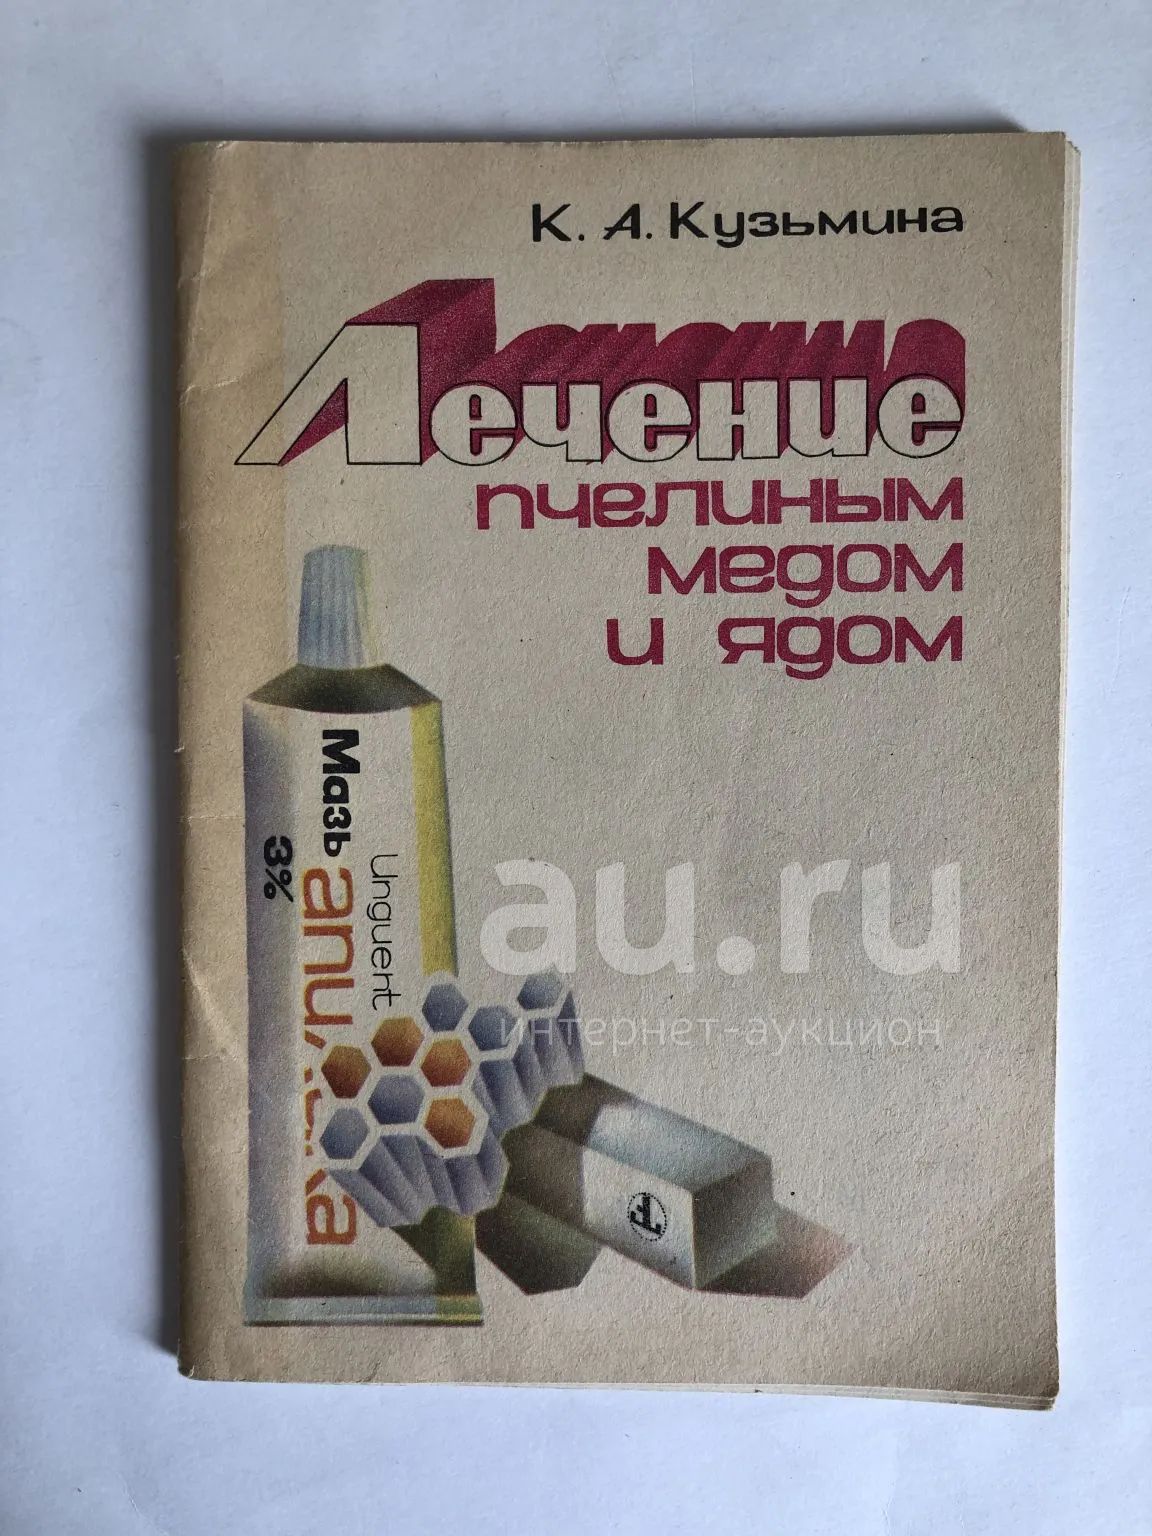 К. А. Кузьмина
Лечение
пчелиным
медом
и ядом
Мазь
3%
Unguent
au.ru
интернет-аукцион